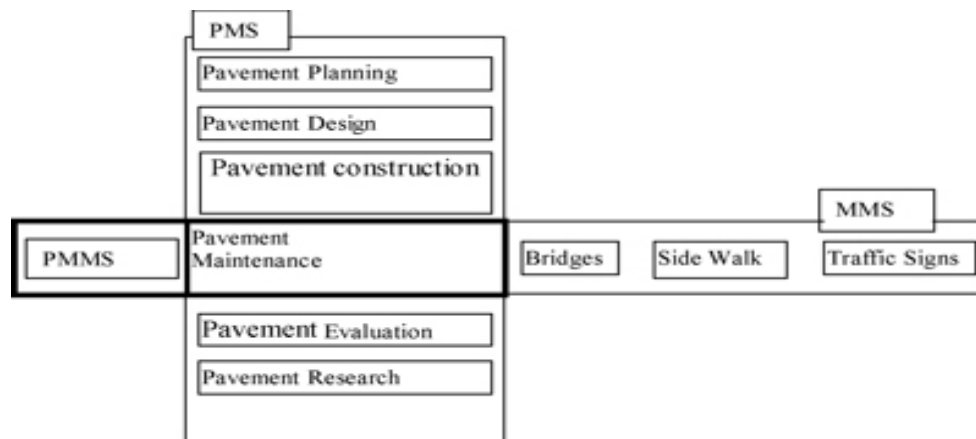 PMS
Pavement Planning
Pavement Design
Pavement construction
MMS
PMMS
Pavement
Maintenance
Bridges
Side Walk
Traffic Signs
Pavement Evaluation
Pavement Research